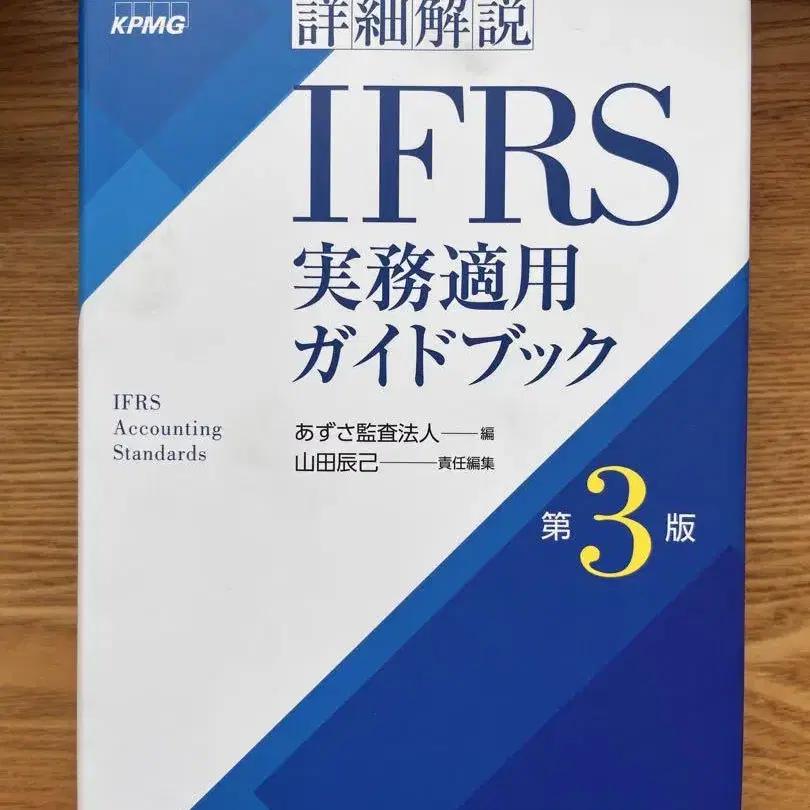 KPMG
詳細解説
IFRS
実務適用
ガイドブック
IFRS
Accounting
Standards
あずさ監査法人――編
山田辰己―――責任編集
第3版